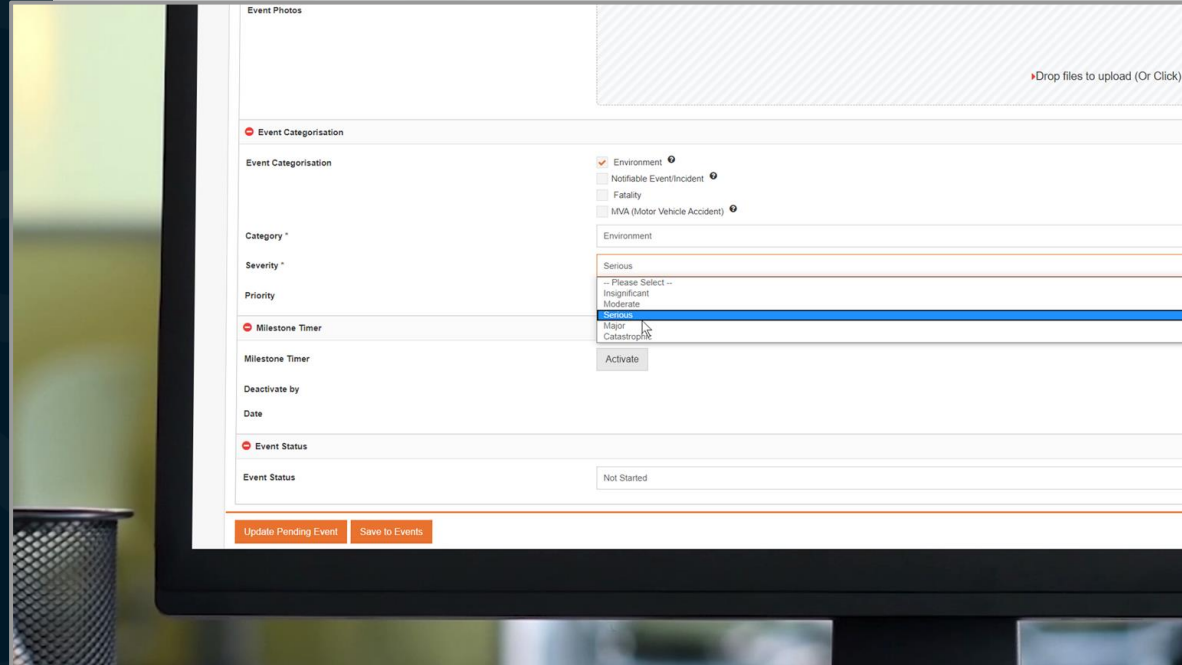 Event Photos
Drop files to upload (Or Click)
Event Categorisation
Event Categorisation
Environment
Notifiable Event/Incident
Fatality
MVA (Motor Vehicle Accident)
Category *
Environment
Severity *
Serious
-- Please Select --
Insignificant
Moderate
Serious
Major
Catastrophic
Priority
Milestone Timer
Milestone Timer
Activate
Deactivate by
Date
Event Status
Event Status
Not Started
Update Pending Event
Save to Events